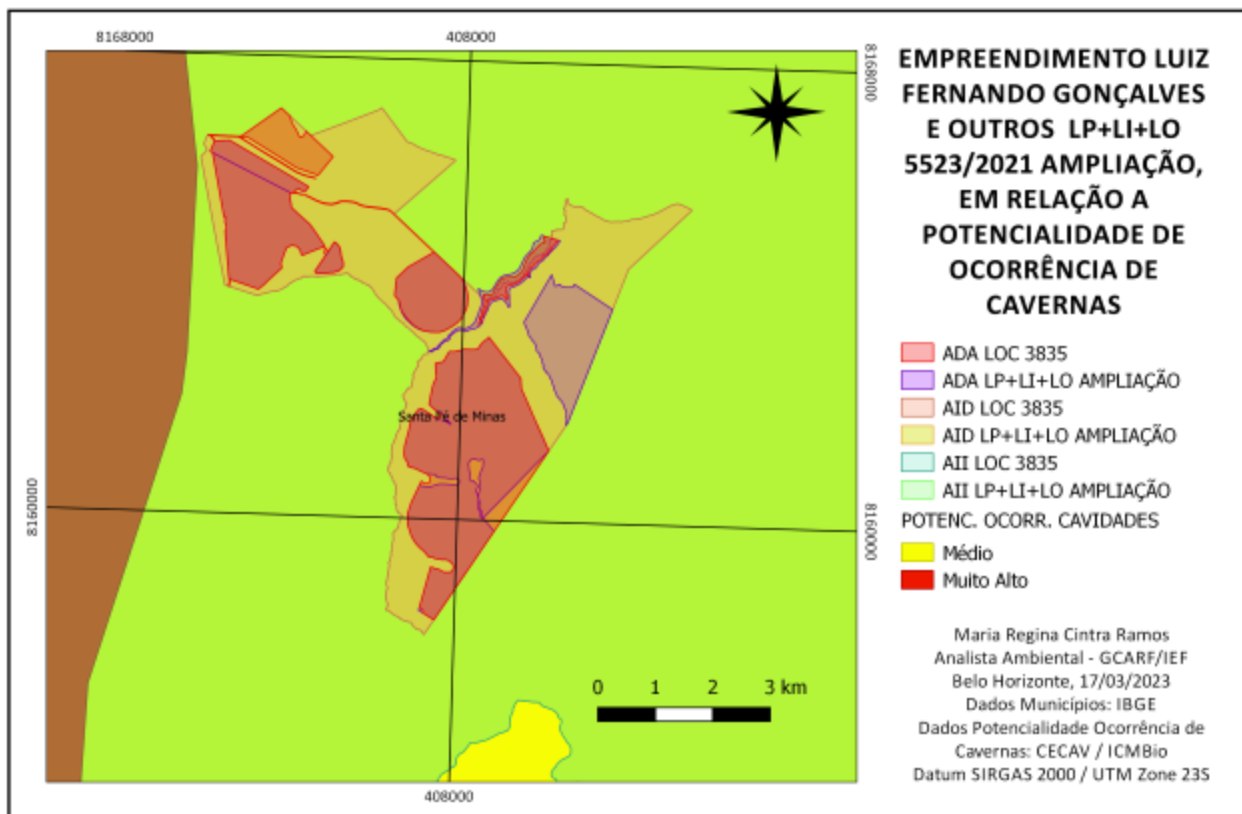 8168000
408000
8168000
Santa Fé de Minas
8160000
8160000
0 1 2 3 km
408000
EMPREENDIMENTO LUIZ
FERNANDO GONÇALVES
E OUTROS LP+LI+LO
5523/2021 AMPLIAÇÃO,
EM RELAÇÃO A
POTENCIALIDADE DE
OCORRÊNCIA DE
CAVERNAS
ADA LOC 3835
ADA LP+LI+LO AMPLIAÇÃO
AID LOC 3835
AID LP+LI+LO AMPLIAÇÃO
AII LOC 3835
AII LP+LI+LO AMPLIAÇÃO
POTENC. OCORR. CAVIDADES
Médio
Muito Alto
Maria Regina Cintra Ramos
Analista Ambiental - GCARF/IEF
Belo Horizonte, 17/03/2023
Dados Municípios: IBGE
Dados Potencialidade Ocorrência de
Cavernas: CECAV / ICMBio
Datum SIRGAS 2000 / UTM Zone 23S